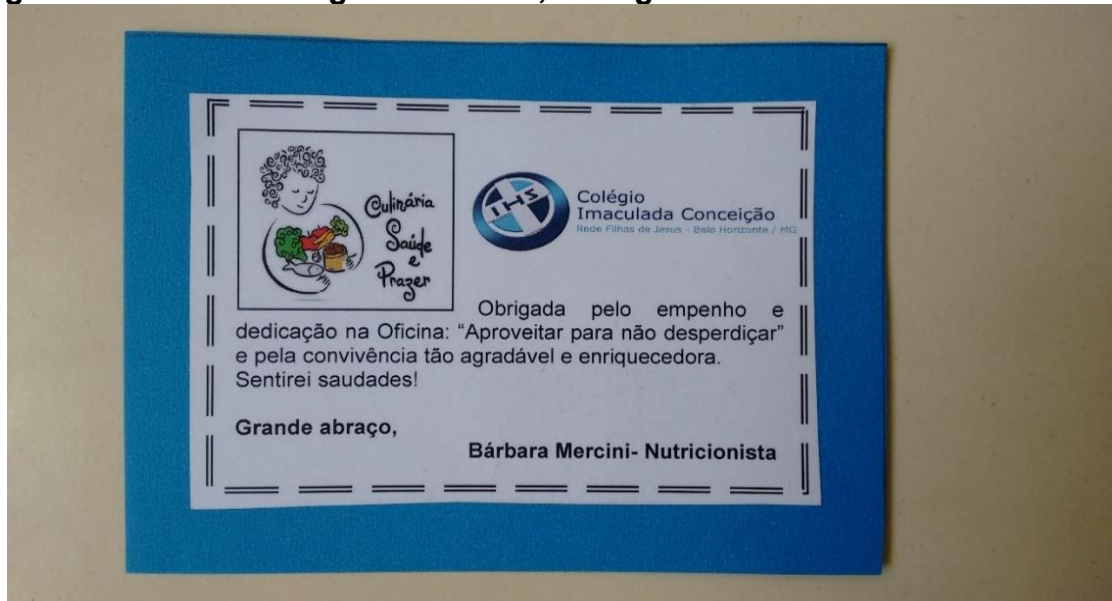 Culinária
Saúde
e
Prazer
IHS
Colégio
Imaculada Conceição
Rede Filhas de Jesus - Belo Horizonte / MG
Obrigada pelo empenho e
dedicação na Oficina: “Aproveitar para não desperdiçar”
e pela convivência tão agradável e enriquecedora.
Sentirei saudades!
Grande abraço,
Bárbara Mercini- Nutricionista